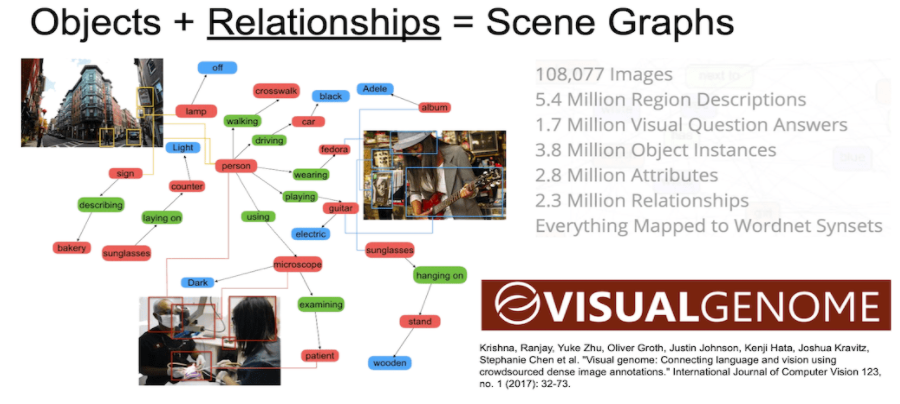 Objects + Relationships = Scene Graphs
off
lamp
crosswalk
black
Adele
album
walking
car
driving
Light
fedora
person
wearing
sign
counter
playing
guitar
describing
laying on
using
electric
bakery
sunglasses
sunglasses
microscope
hanging on
Dark
examining
stand
patient
wooden
108,077 Images
5.4 Million Region Descriptions
1.7 Million Visual Question Answers
3.8 Million Object Instances
2.8 Million Attributes
2.3 Million Relationships
Everything Mapped to Wordnet Synsets
VISUALGENOME
Krishna, Ranjay, Yuke Zhu, Oliver Groth, Justin Johnson, Kenji Hata, Joshua Kravitz,
Stephanie Chen et al. "Visual genome: Connecting language and vision using
crowdsourced dense image annotations." International Journal of Computer Vision 123,
no. 1 (2017): 32-73.